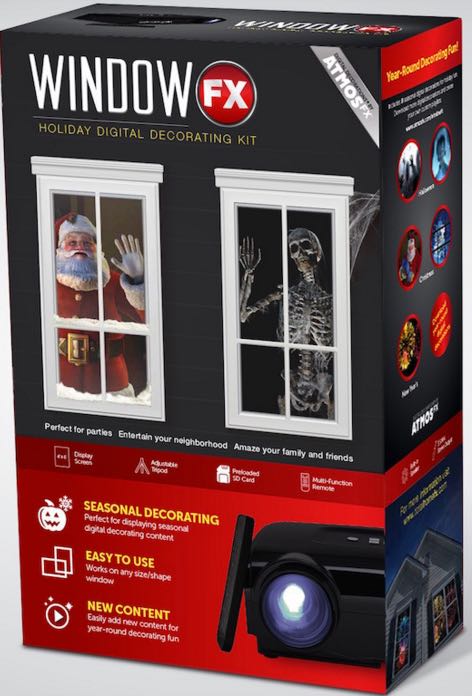 WINDOW FX
HOLIDAY DIGITAL DECORATING KIT
ATMOSFX
Perfect for parties Entertain your neighborhood Amaze your family and friends
Display
Screen
Adjustable
Tripod
Preloaded
SD Card
Multi-Function
Remote
SEASONAL DECORATING
Perfect for displaying seasonal
digital decorating content
EASY TO USE
Works on any size/shape
window
NEW CONTENT
Easily add new content for
year-round decorating fun
Year-Round Decorating Fun!
Halloween
Christmas
New Year's
ATMOSFX
For more information visit